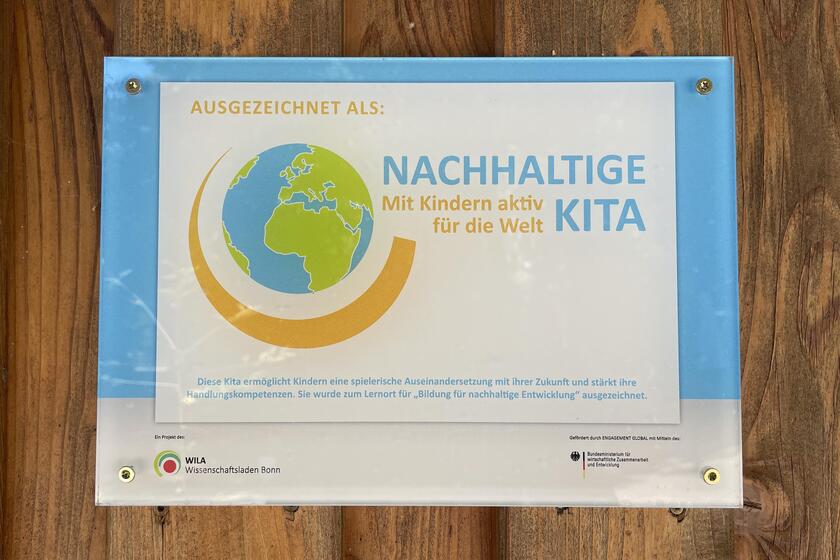 AUSGEZEICHNET ALS:
NACHHALTIGE
Mit Kindern aktiv
für die Welt
KITA
Diese Kita ermöglicht Kindern eine spielerische Auseinandersetzung mit ihrer Zukunft und stärkt ihre
Handlungskompetenzen. Sie wurde zum Lernort für „Bildung für nachhaltige Entwicklung“ ausgezeichnet.
Ein Projekt des:
WILA
Wissenschaftsladen Bonn
Gefördert durch ENGAGEMENT GLOBAL mit Mitteln des:
Bundesministerium für
wirtschaftliche Zusammenarbeit
und Entwicklung